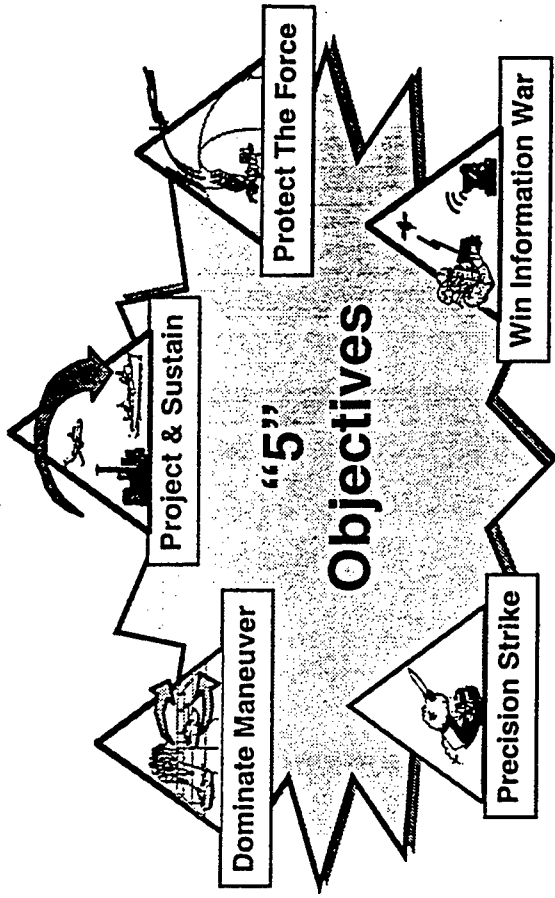 Project & Sustain
Dominate Maneuver
Protect The Force
“5”
Objectives
Precision Strike
Win Information War